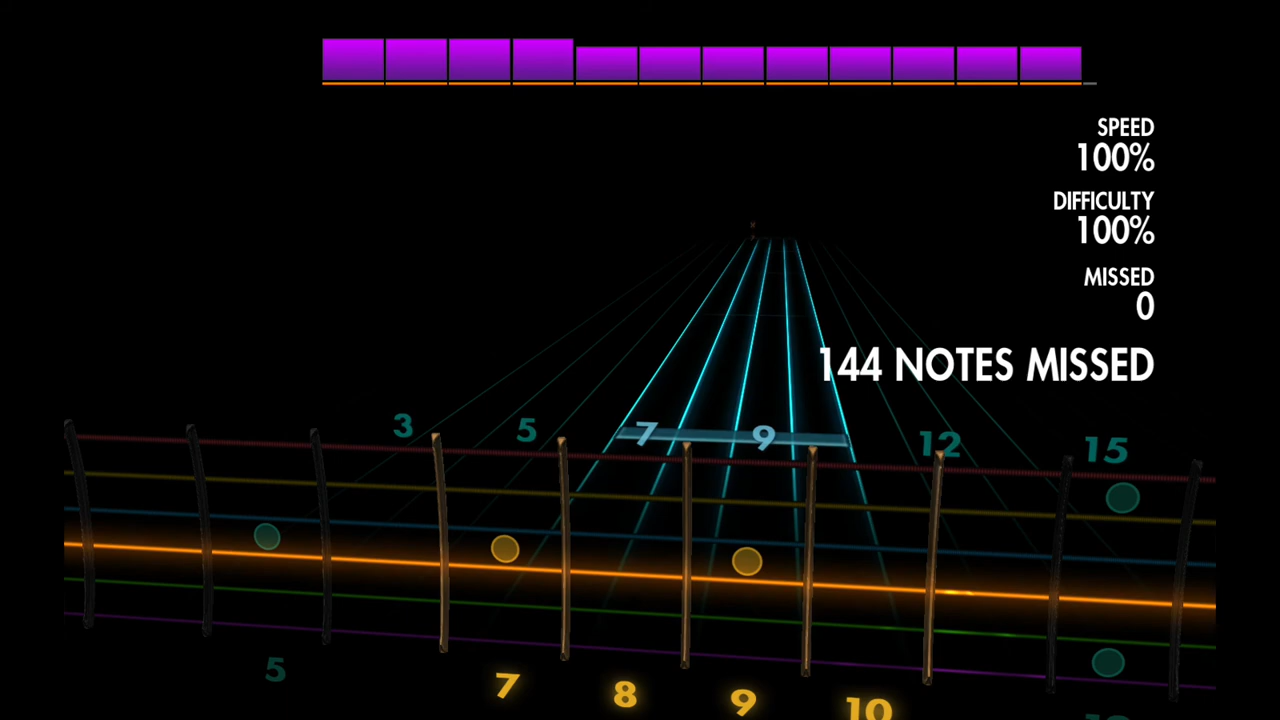 SPEED
100%
DIFFICULTY
100%
MISSED
0
144 NOTES MISSED
3 5 7 9 12 15
5 7 8 9 10